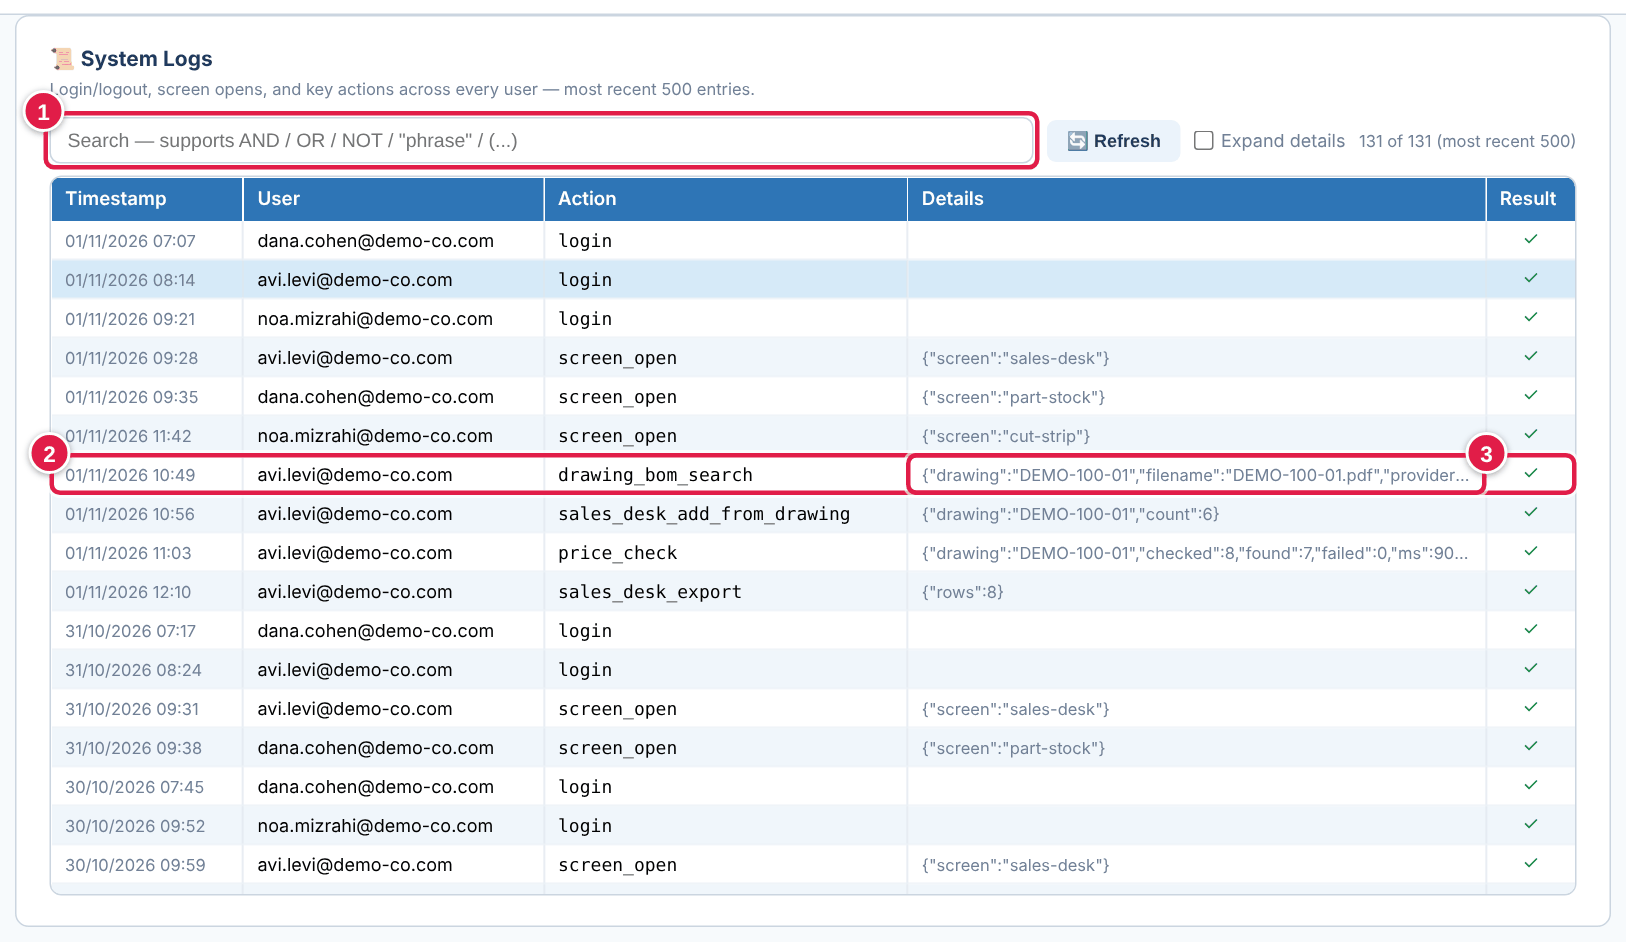 📜 System Logs
Login/logout, screen opens, and key actions across every user — most recent 500 entries.
1
Search — supports AND / OR / NOT / "phrase" / (...)
🔄 Refresh
Expand details
131 of 131 (most recent 500)
Timestamp User Action Details Result
01/11/2026 07:07 dana.cohen@demo-co.com login ✓
01/11/2026 08:14 avi.levi@demo-co.com login ✓
01/11/2026 09:21 noa.mizrahi@demo-co.com login ✓
01/11/2026 09:28 avi.levi@demo-co.com screen_open {"screen":"sales-desk"} ✓
01/11/2026 09:35 dana.cohen@demo-co.com screen_open {"screen":"part-stock"} ✓
01/11/2026 11:42 noa.mizrahi@demo-co.com screen_open {"screen":"cut-strip"} ✓
2
3
01/11/2026 10:49 avi.levi@demo-co.com drawing_bom_search {"drawing":"DEMO-100-01","filename":"DEMO-100-01.pdf","provider... ✓
01/11/2026 10:56 avi.levi@demo-co.com sales_desk_add_from_drawing {"drawing":"DEMO-100-01","count":6} ✓
01/11/2026 11:03 avi.levi@demo-co.com price_check {"drawing":"DEMO-100-01","checked":8,"found":7,"failed":0,"ms":90... ✓
01/11/2026 12:10 avi.levi@demo-co.com sales_desk_export {"rows":8} ✓
31/10/2026 07:17 dana.cohen@demo-co.com login ✓
31/10/2026 08:24 avi.levi@demo-co.com login ✓
31/10/2026 09:31 avi.levi@demo-co.com screen_open {"screen":"sales-desk"} ✓
31/10/2026 09:38 dana.cohen@demo-co.com screen_open {"screen":"part-stock"} ✓
30/10/2026 07:45 dana.cohen@demo-co.com login ✓
30/10/2026 09:52 noa.mizrahi@demo-co.com login ✓
30/10/2026 09:59 avi.levi@demo-co.com screen_open {"screen":"sales-desk"} ✓